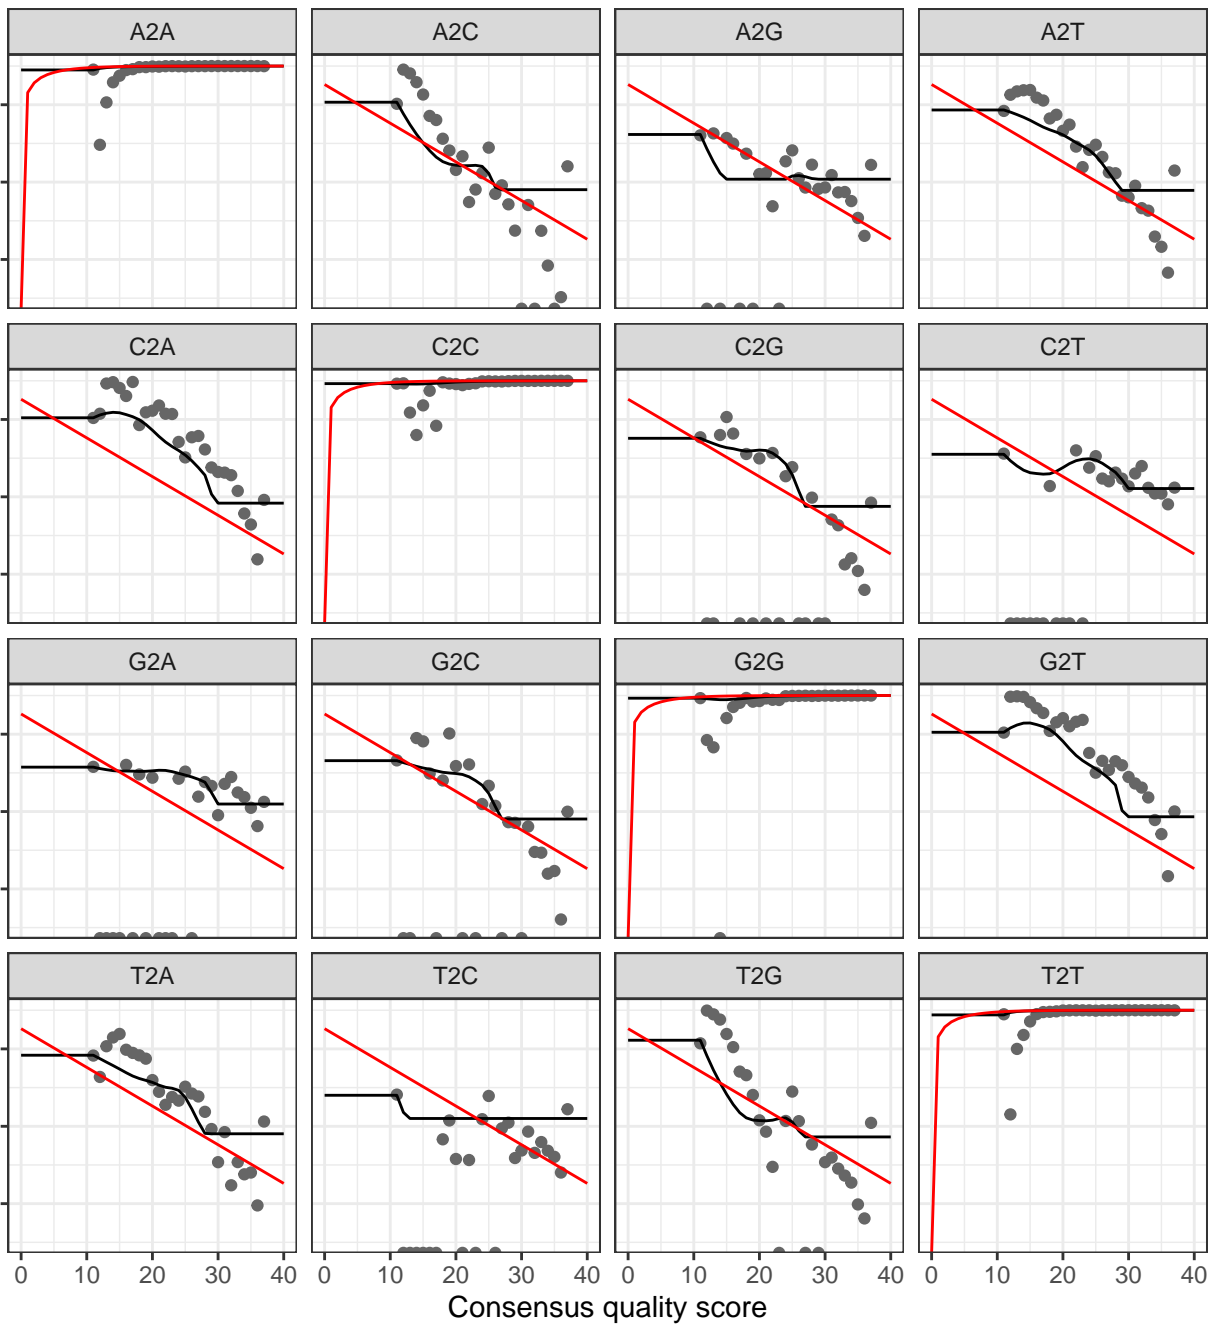 A2A A2C A2G A2T
C2A C2C C2G C2T
G2A G2C G2G G2T
T2A T2C T2G T2T
0 10 20 30 40 0 10 20 30 40 0 10 20 30 40 0 10 20 30 40
Consensus quality score